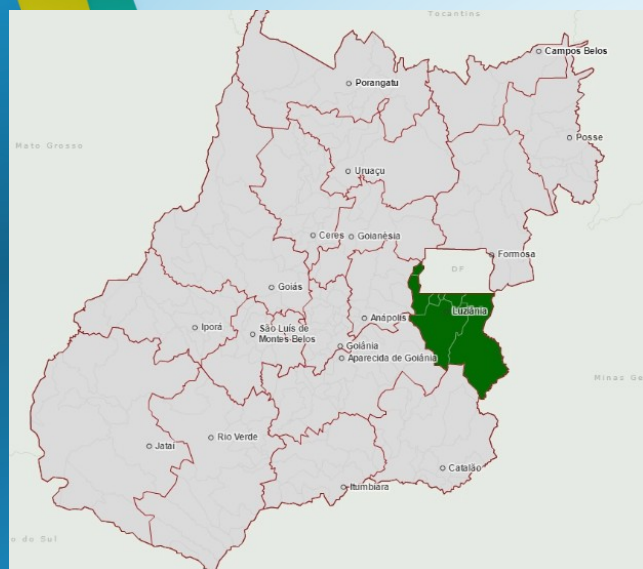 Tocantins
Campos Belos
Porangatu
Posse
Mato Grosso
Uruaçu
Ceres
Goianésia
Formosa
DF
Goiás
Luziânia
Anápolis
Iporá
São Luís de
Montes Belos
Goiânia
Aparecida de Goiânia
Minas Ge
Rio Verde
Jataí
Catalão
Itumbiara
o do Sul